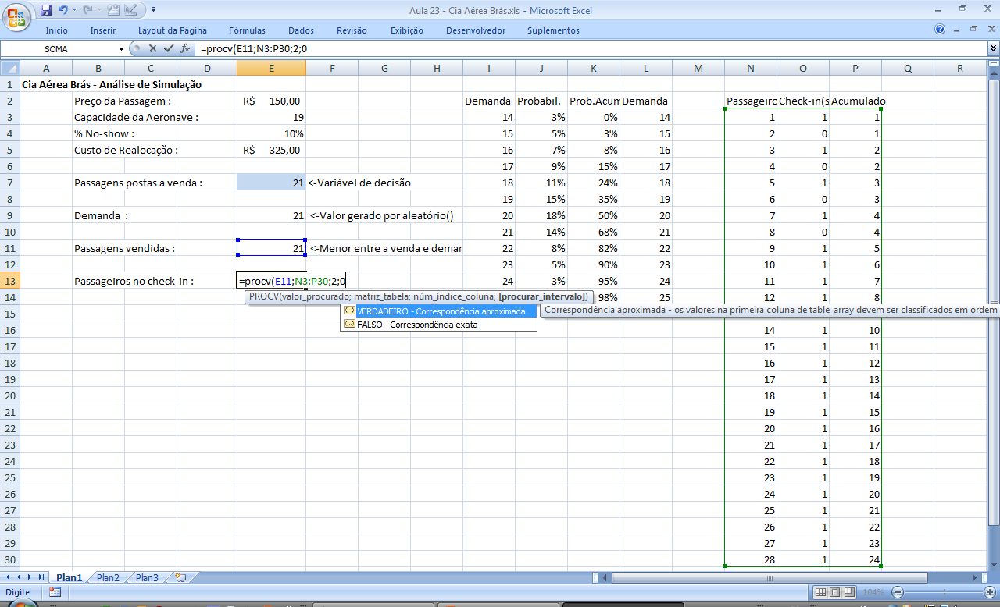 Aula 23 - Cia Aérea Brás.xls - Microsoft Excel
Início Inserir Layout da Página Fórmulas Dados Revisão Exibição Desenvolvedor Suplementos
SOMA fx =procv(E11;N3:P30;2;0
A B C D E F G H I J K L M N O P Q R
1 Cia Aérea Brás - Análise de Simulação
2 Preço da Passagem : R$ 150,00 Demanda Probabil. Prob.Acum Demanda Passageiro Check-in(s Acumulado
3 Capacidade da Aeronave : 19 14 3% 0% 14 1 1 1
4 % No-show : 10% 15 5% 3% 15 2 0 1
5 Custo de Realocação : R$ 325,00 16 7% 8% 16 3 1 2
6 17 9% 15% 17 4 0 2
7 Passagens postas a venda : 21 <-Variável de decisão 18 11% 24% 18 5 1 3
8 19 15% 35% 19 6 0 3
9 Demanda : 21 <-Valor gerado por aleatório() 20 18% 50% 20 7 1 4
10 21 14% 68% 21 8 0 4
11 Passagens vendidas : 21 <-Menor entre a venda e demar 22 8% 82% 22 9 1 5
12 23 5% 90% 23 10 1 6
13 Passageiros no check-in : =procv(E11;N3:P30;2;0 24 3% 95% 24 11 1 7
14 PROCV(valor_procurado; matriz_tabela; núm_índice_coluna; [procurar_intervalo]) 98% 25 12 1 8
15 VERDADEIRO - Correspondência aproximada Correspondência aproximada - os valores na primeira coluna de table_array devem ser classificados em ordem
FALSO - Correspondência exata
16 14 1 10
17 15 1 11
18 16 1 12
19 17 1 13
20 18 1 14
21 19 1 15
22 20 1 16
23 21 1 17
24 22 1 18
25 23 1 19
26 24 1 20
27 25 1 21
28 26 1 22
29 27 1 23
30 28 1 24
Plan1 Plan2 Plan3
Digite 104%